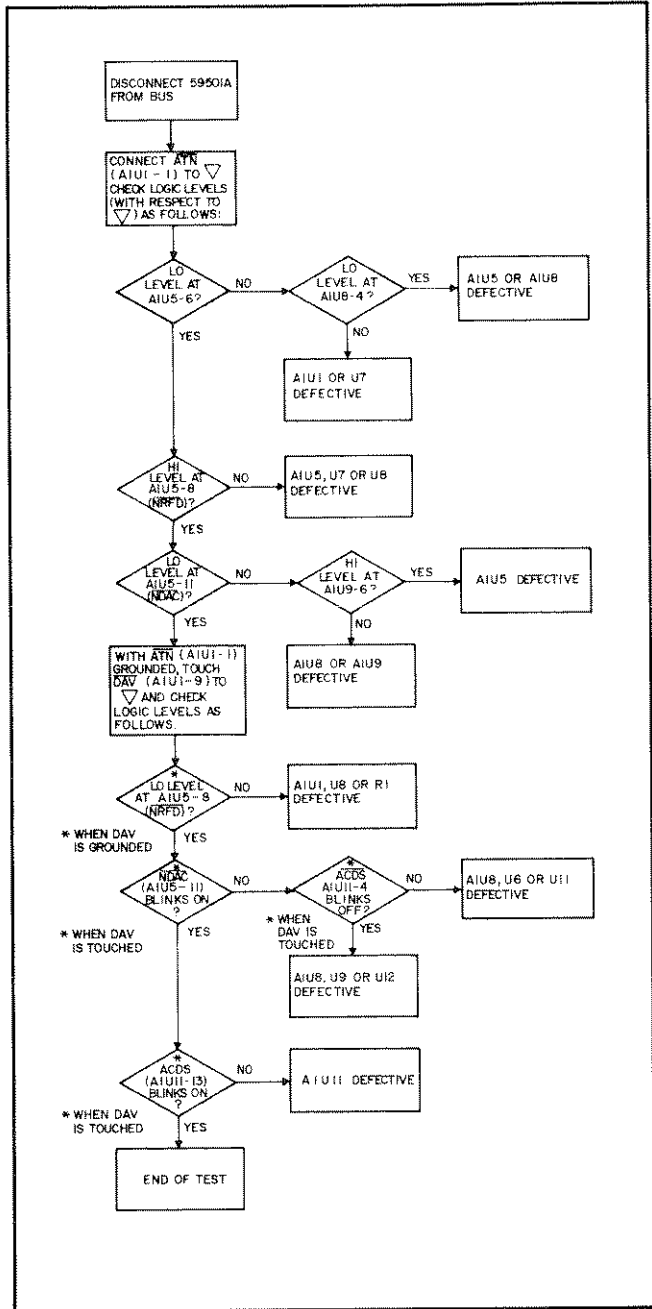 DISCONNECT 59501A
FROM BUS
CONNECT ATN
(A1U1-1) TO ▽
CHECK LOGIC LEVELS
(WITH RESPECT TO
▽) AS FOLLOWS:
LO
LEVEL AT
A1U5-6?
NO
LO
LEVEL AT
A1U8-4?
YES
A1U5 OR A1U8
DEFECTIVE
YES
NO
A1U1 OR U7
DEFECTIVE
HI
LEVEL AT
A1U5-8
(NRFD)?
NO
A1U5, U7 OR U8
DEFECTIVE
YES
LO
LEVEL AT
A1U5-11
(NDAC)?
NO
HI
LEVEL AT
A1U9-6?
YES
A1U5 DEFECTIVE
YES
NO
WITH ATN (A1U1-1)
GROUNDED, TOUCH
DAV (A1U1-9) TO
▽ AND CHECK
LOGIC LEVELS AS
FOLLOWS.
A1U8 OR A1U9
DEFECTIVE
*
LO LEVEL
AT A1U5-8
(NRFD)?
NO
A1U1, U8 OR R1
DEFECTIVE
* WHEN DAV
IS GROUNDED
YES
*
NDAC
(A1U5-11)
BLINKS ON
?
NO
*
ACDS
A1U11-4
BLINKS
OFF?
NO
A1U8, U6 OR U11
DEFECTIVE
* WHEN DAV
IS TOUCHED
YES
* WHEN
DAV IS
TOUCHED
YES
A1U8, U9 OR U12
DEFECTIVE
*
ACDS
(A1U11-13)
BLINKS ON
?
NO
A1U11 DEFECTIVE
* WHEN DAV
IS TOUCHED
YES
END OF TEST